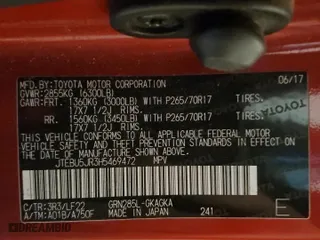 MFD. BY: TOYOTA MOTOR CORPORATION 06/17
GVWR: 2855KG (6300LB)
GAWR: FRT. 1360KG (3000LB) WITH P265/70R17 TIRES.
17X7 1/2J RIMS.
RR. 1560KG (3450LB) WITH P265/70R17 TIRES.
17X7 1/2J RIMS.
THIS VEHICLE CONFORMS TO ALL APPLICABLE
FEDERAL MOTOR VEHICLE SAFETY STANDARDS IN
EFFECT ON THE DATE OF MANUFACTURE SHOWN
ABOVE.
JTEBU5JR3H5469472 MPV
C/TR: 3R3/LF22 GRN285L-GKAGKA
A/TM: A01B/A750F MADE IN JAPAN 241 E
TOYOTA